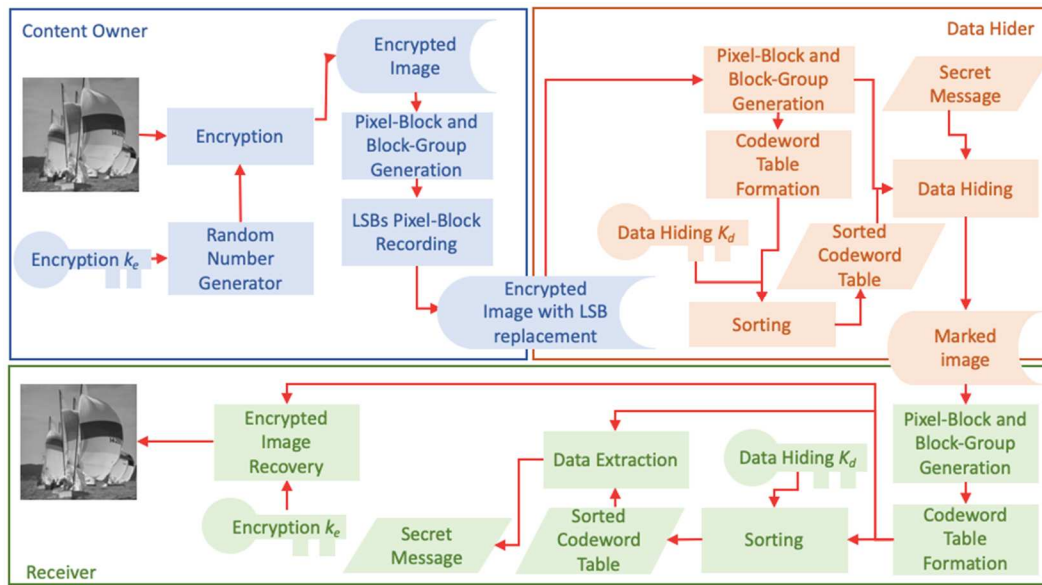 Content Owner
Encryption
Encryption kₑ
Random
Number
Generator
Encrypted
Image
Pixel-Block and
Block-Group
Generation
LSBs Pixel-Block
Recording
Encrypted
Image with LSB
replacement
Data Hider
Pixel-Block and
Block-Group
Generation
Secret
Message
Codeword
Table
Formation
Data Hiding
Data Hiding K_d
Sorted
Codeword
Table
Sorting
Marked
image
Encrypted
Image
Recovery
Encryption kₑ
Data Extraction
Secret
Message
Sorted
Codeword
Table
Data Hiding K_d
Sorting
Pixel-Block and
Block-Group
Generation
Codeword
Table
Formation
Receiver